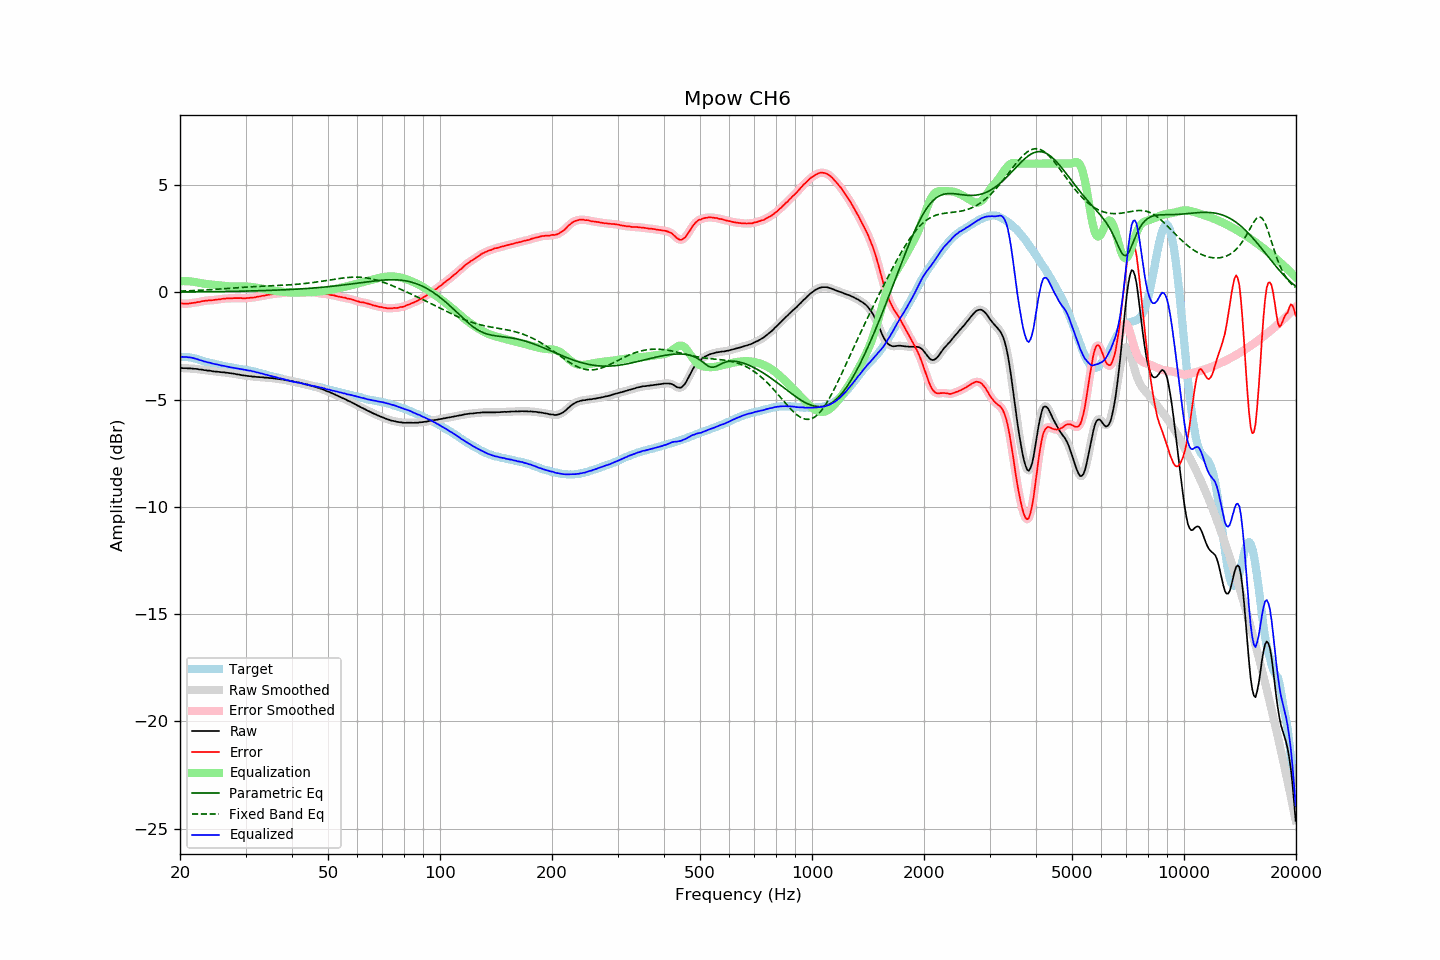 Mpow CH6
Amplitude (dBr)
5
0
−5
−10
−15
−20
−25
Target
Raw Smoothed
Error Smoothed
Raw
Error
Equalization
Parametric Eq
Fixed Band Eq
Equalized
20 50 100 200 500 1000 2000 5000 10000 20000
Frequency (Hz)